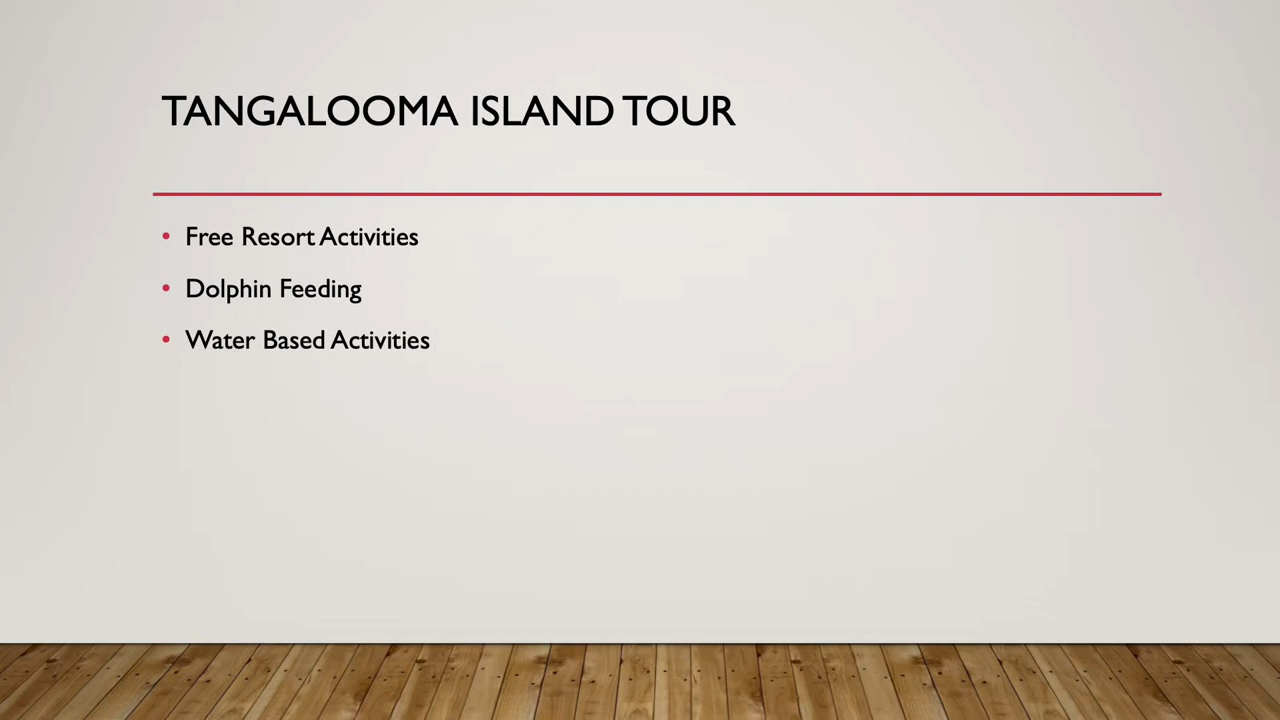 TANGALOOMA ISLAND TOUR
• Free Resort Activities
• Dolphin Feeding
• Water Based Activities